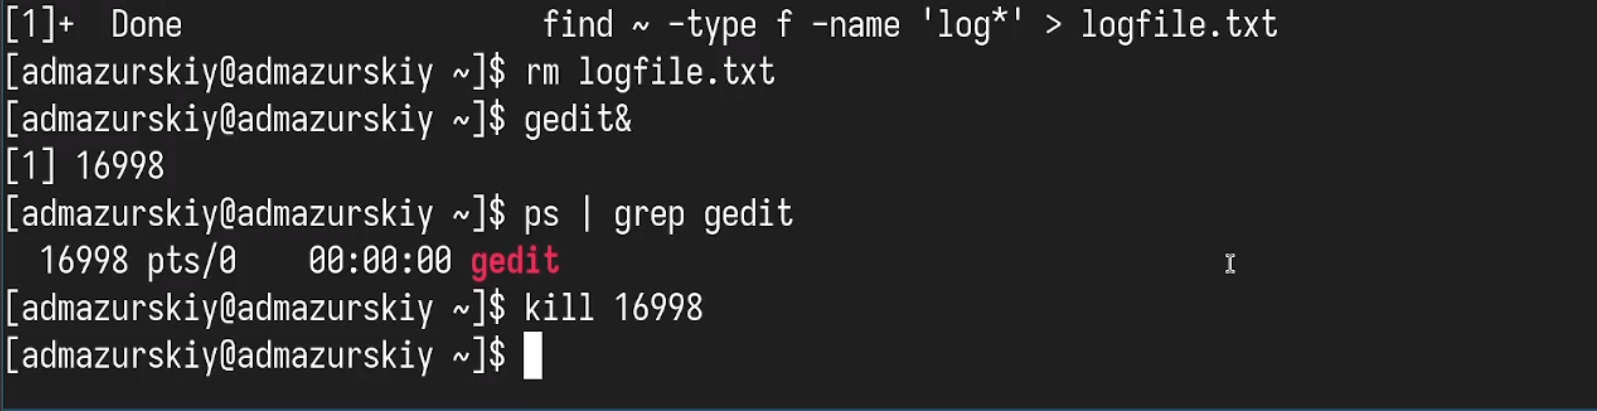 [1]+  Done                    find ~ -type f -name 'log*' > logfile.txt
[admazurskiy@admazurskiy ~]$ rm logfile.txt
[admazurskiy@admazurskiy ~]$ gedit&
[1] 16998
[admazurskiy@admazurskiy ~]$ ps | grep gedit
  16998 pts/0    00:00:00 gedit
[admazurskiy@admazurskiy ~]$ kill 16998
[admazurskiy@admazurskiy ~]$